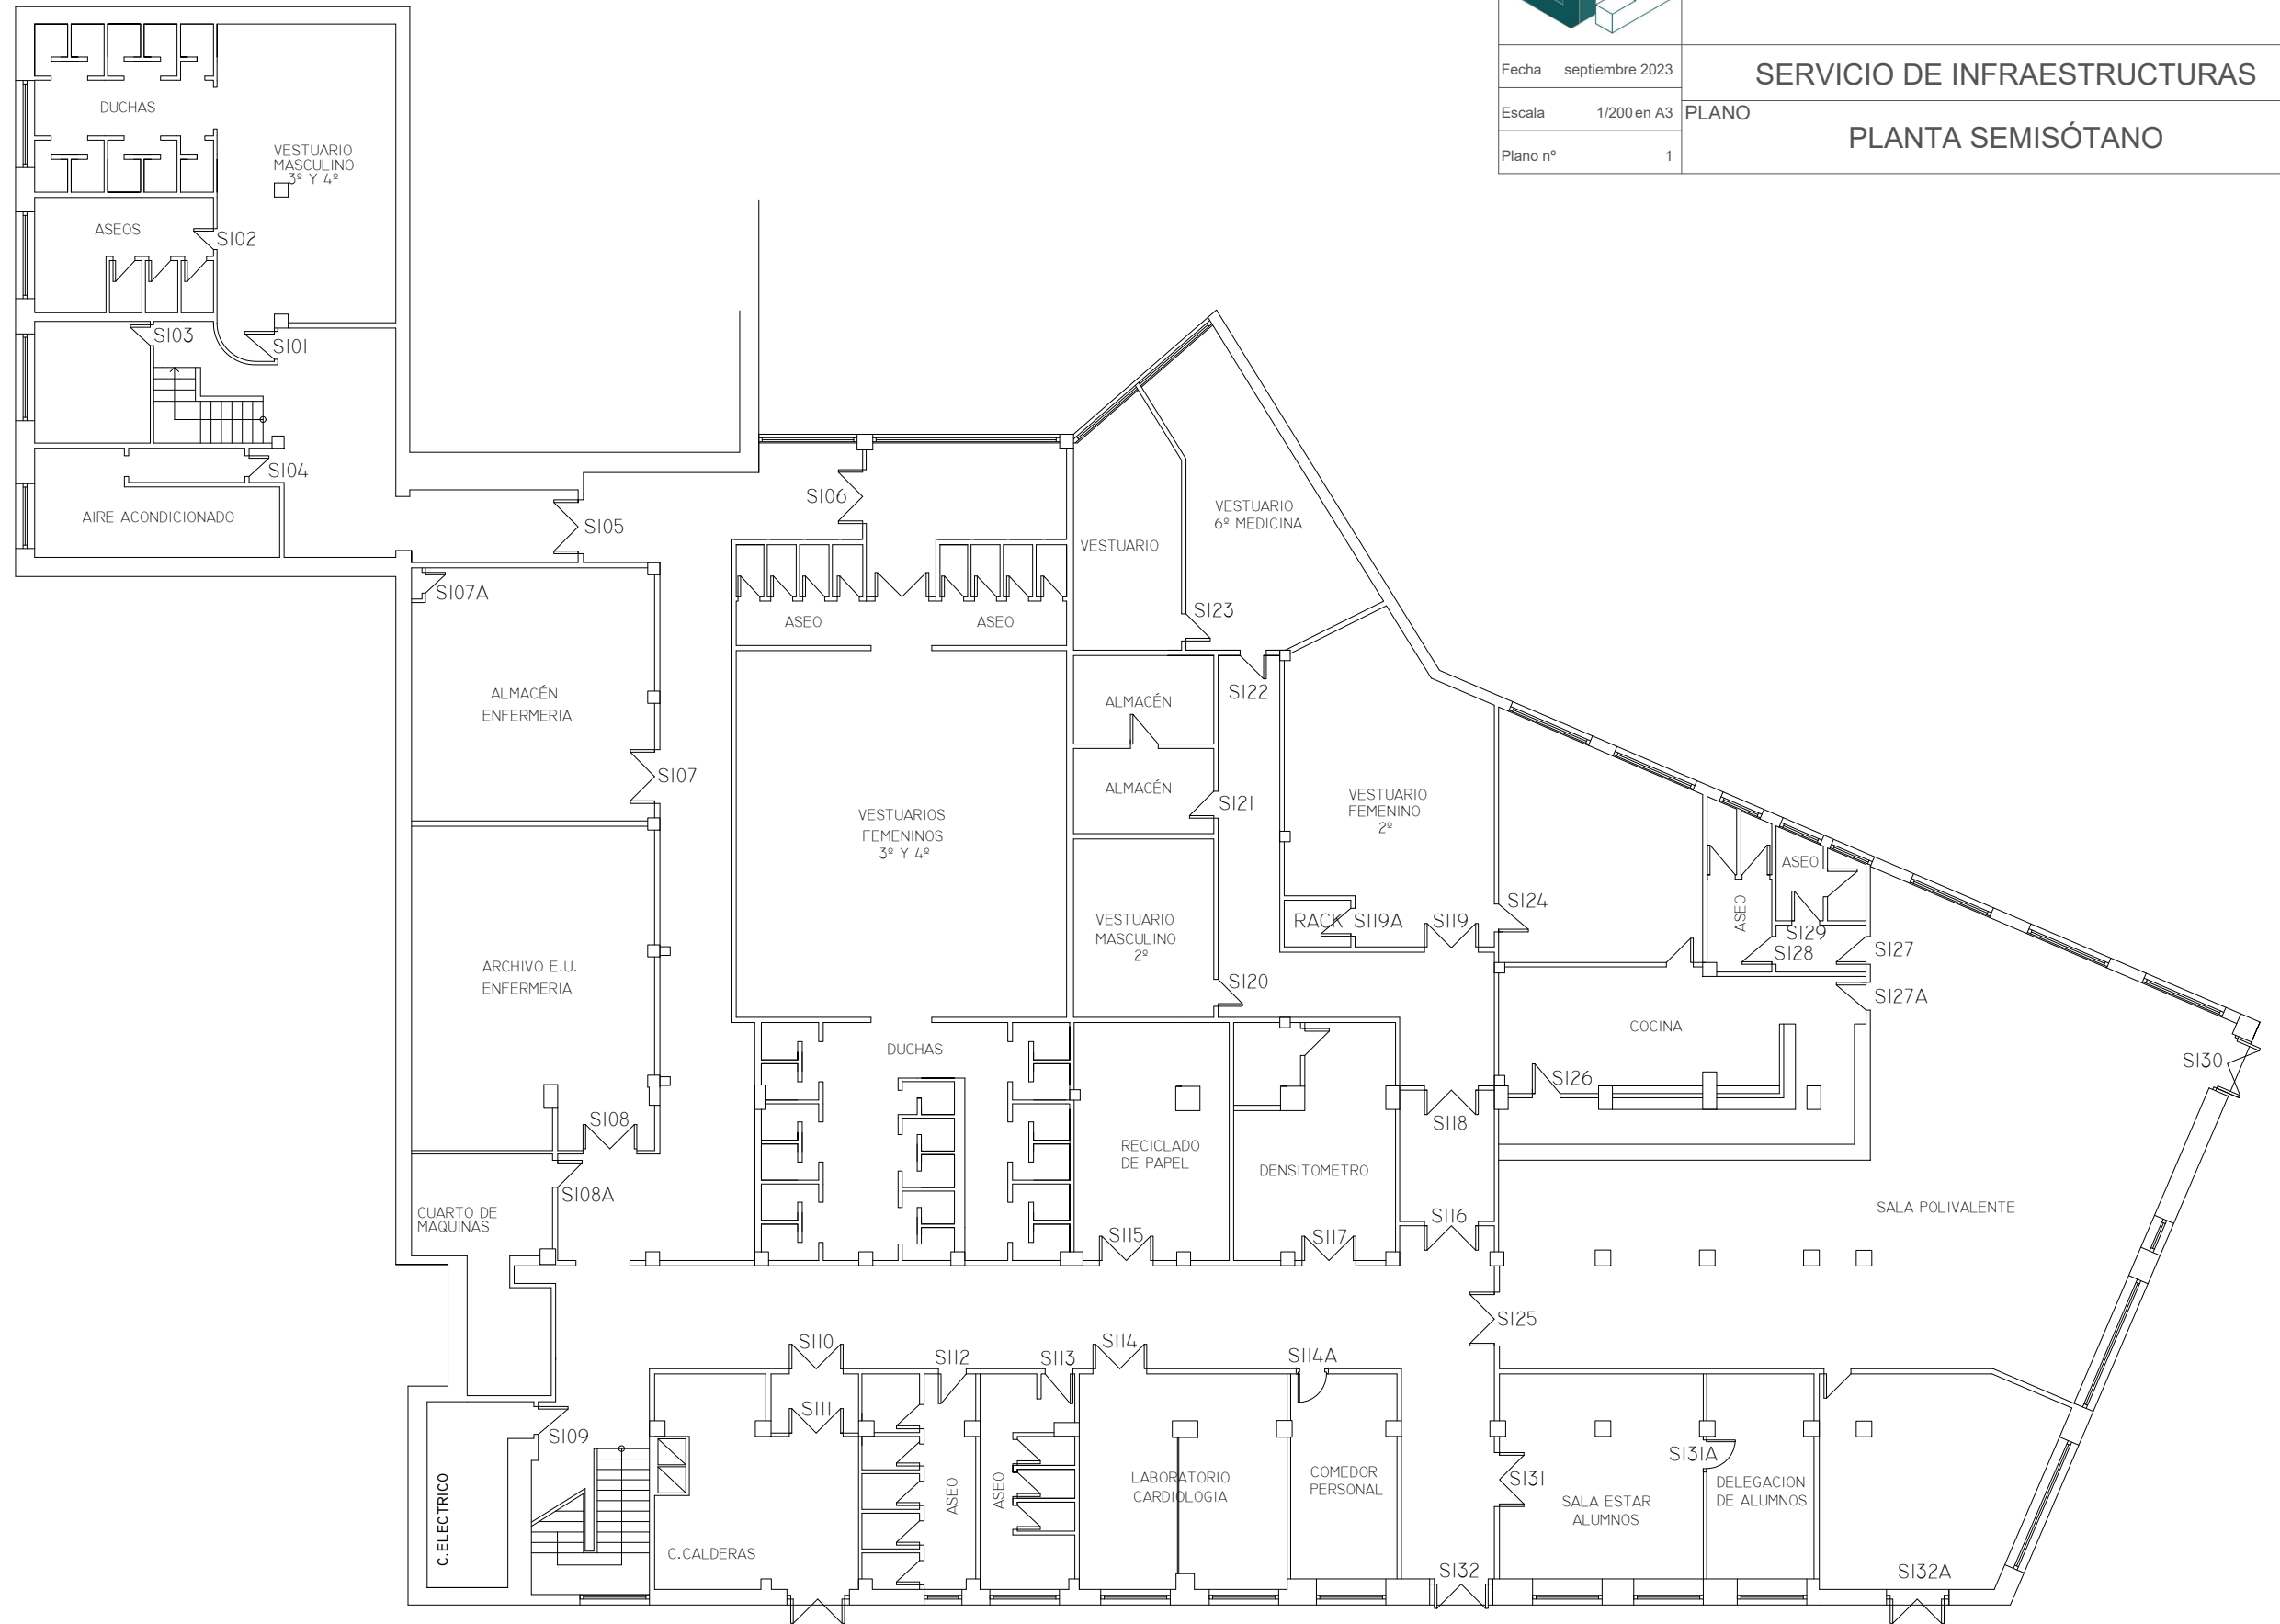 Fecha septiembre 2023
SERVICIO DE INFRAESTRUCTURAS
Escala 1/200 en A3
PLANO
PLANTA SEMISÓTANO
Plano nº 1
DUCHAS
VESTUARIO
MASCULINO
3º Y 4º
ASEOS
S102
S103
S101
S104
AIRE ACONDICIONADO
S105
S106
S107A
ASEO
ASEO
VESTUARIO
VESTUARIO
6º MEDICINA
S123
S122
ALMACÉN
ENFERMERIA
S107
ALMACÉN
ALMACÉN
S121
VESTUARIOS
FEMENINOS
3º Y 4º
VESTUARIO
FEMENINO
2º
ASEO
ASEO
S124
RACK
S119A
S119
VESTUARIO
MASCULINO
2º
S120
S129
S128
S127
S127A
ARCHIVO E.U.
ENFERMERIA
COCINA
DUCHAS
S130
S126
S108
S118
RECICLADO
DE PAPEL
DENSITOMETRO
S108A
CUARTO DE
MAQUINAS
SALA POLIVALENTE
S115
S117
S116
S125
S110
S112
S113
S114
S114A
S111
S109
S131A
S131
C.ELECTRICO
ASEO
ASEO
LABORATORIO
CARDIOLOGIA
COMEDOR
PERSONAL
SALA ESTAR
ALUMNOS
DELEGACION
DE ALUMNOS
C.CALDERAS
S132
S132A